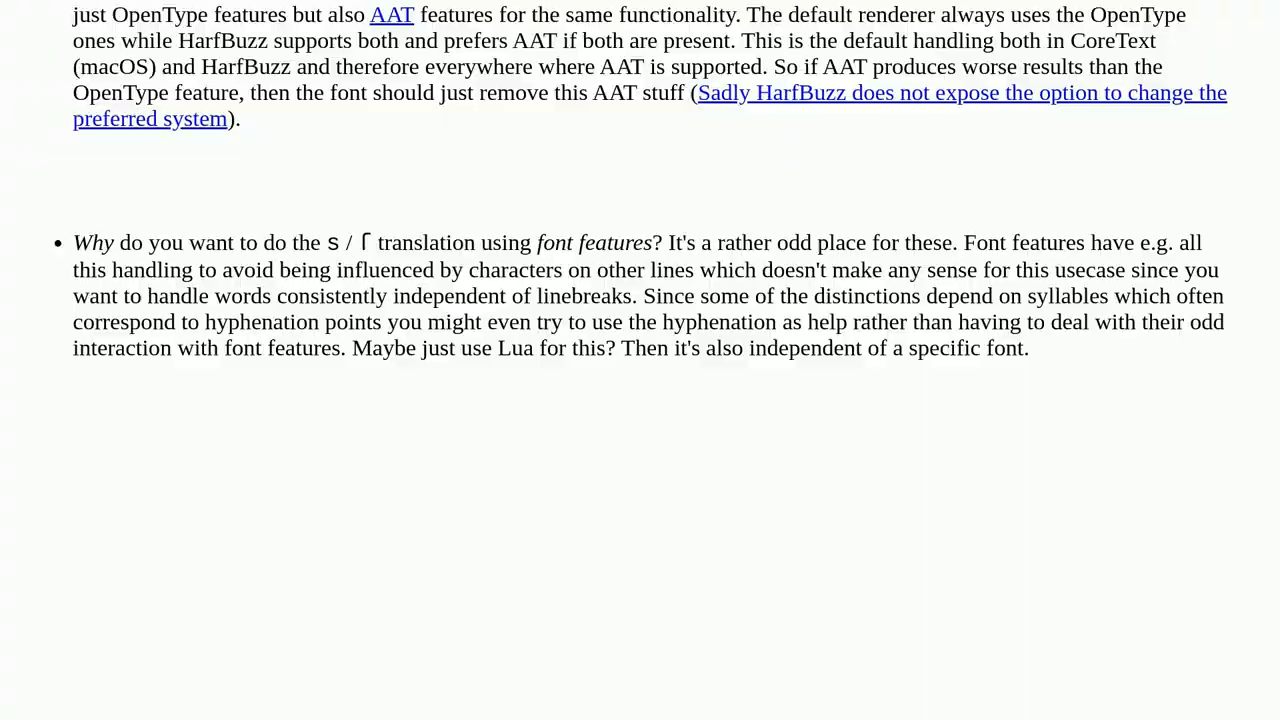 just OpenType features but also AAT features for the same functionality. The default renderer always uses the OpenType
ones while HarfBuzz supports both and prefers AAT if both are present. This is the default handling both in CoreText
(macOS) and HarfBuzz and therefore everywhere where AAT is supported. So if AAT produces worse results than the
OpenType feature, then the font should just remove this AAT stuff (Sadly HarfBuzz does not expose the option to change the
preferred system).
• Why do you want to do the s / ſ translation using font features? It's a rather odd place for these. Font features have e.g. all
this handling to avoid being influenced by characters on other lines which doesn't make any sense for this usecase since you
want to handle words consistently independent of linebreaks. Since some of the distinctions depend on syllables which often
correspond to hyphenation points you might even try to use the hyphenation as help rather than having to deal with their odd
interaction with font features. Maybe just use Lua for this? Then it's also independent of a specific font.